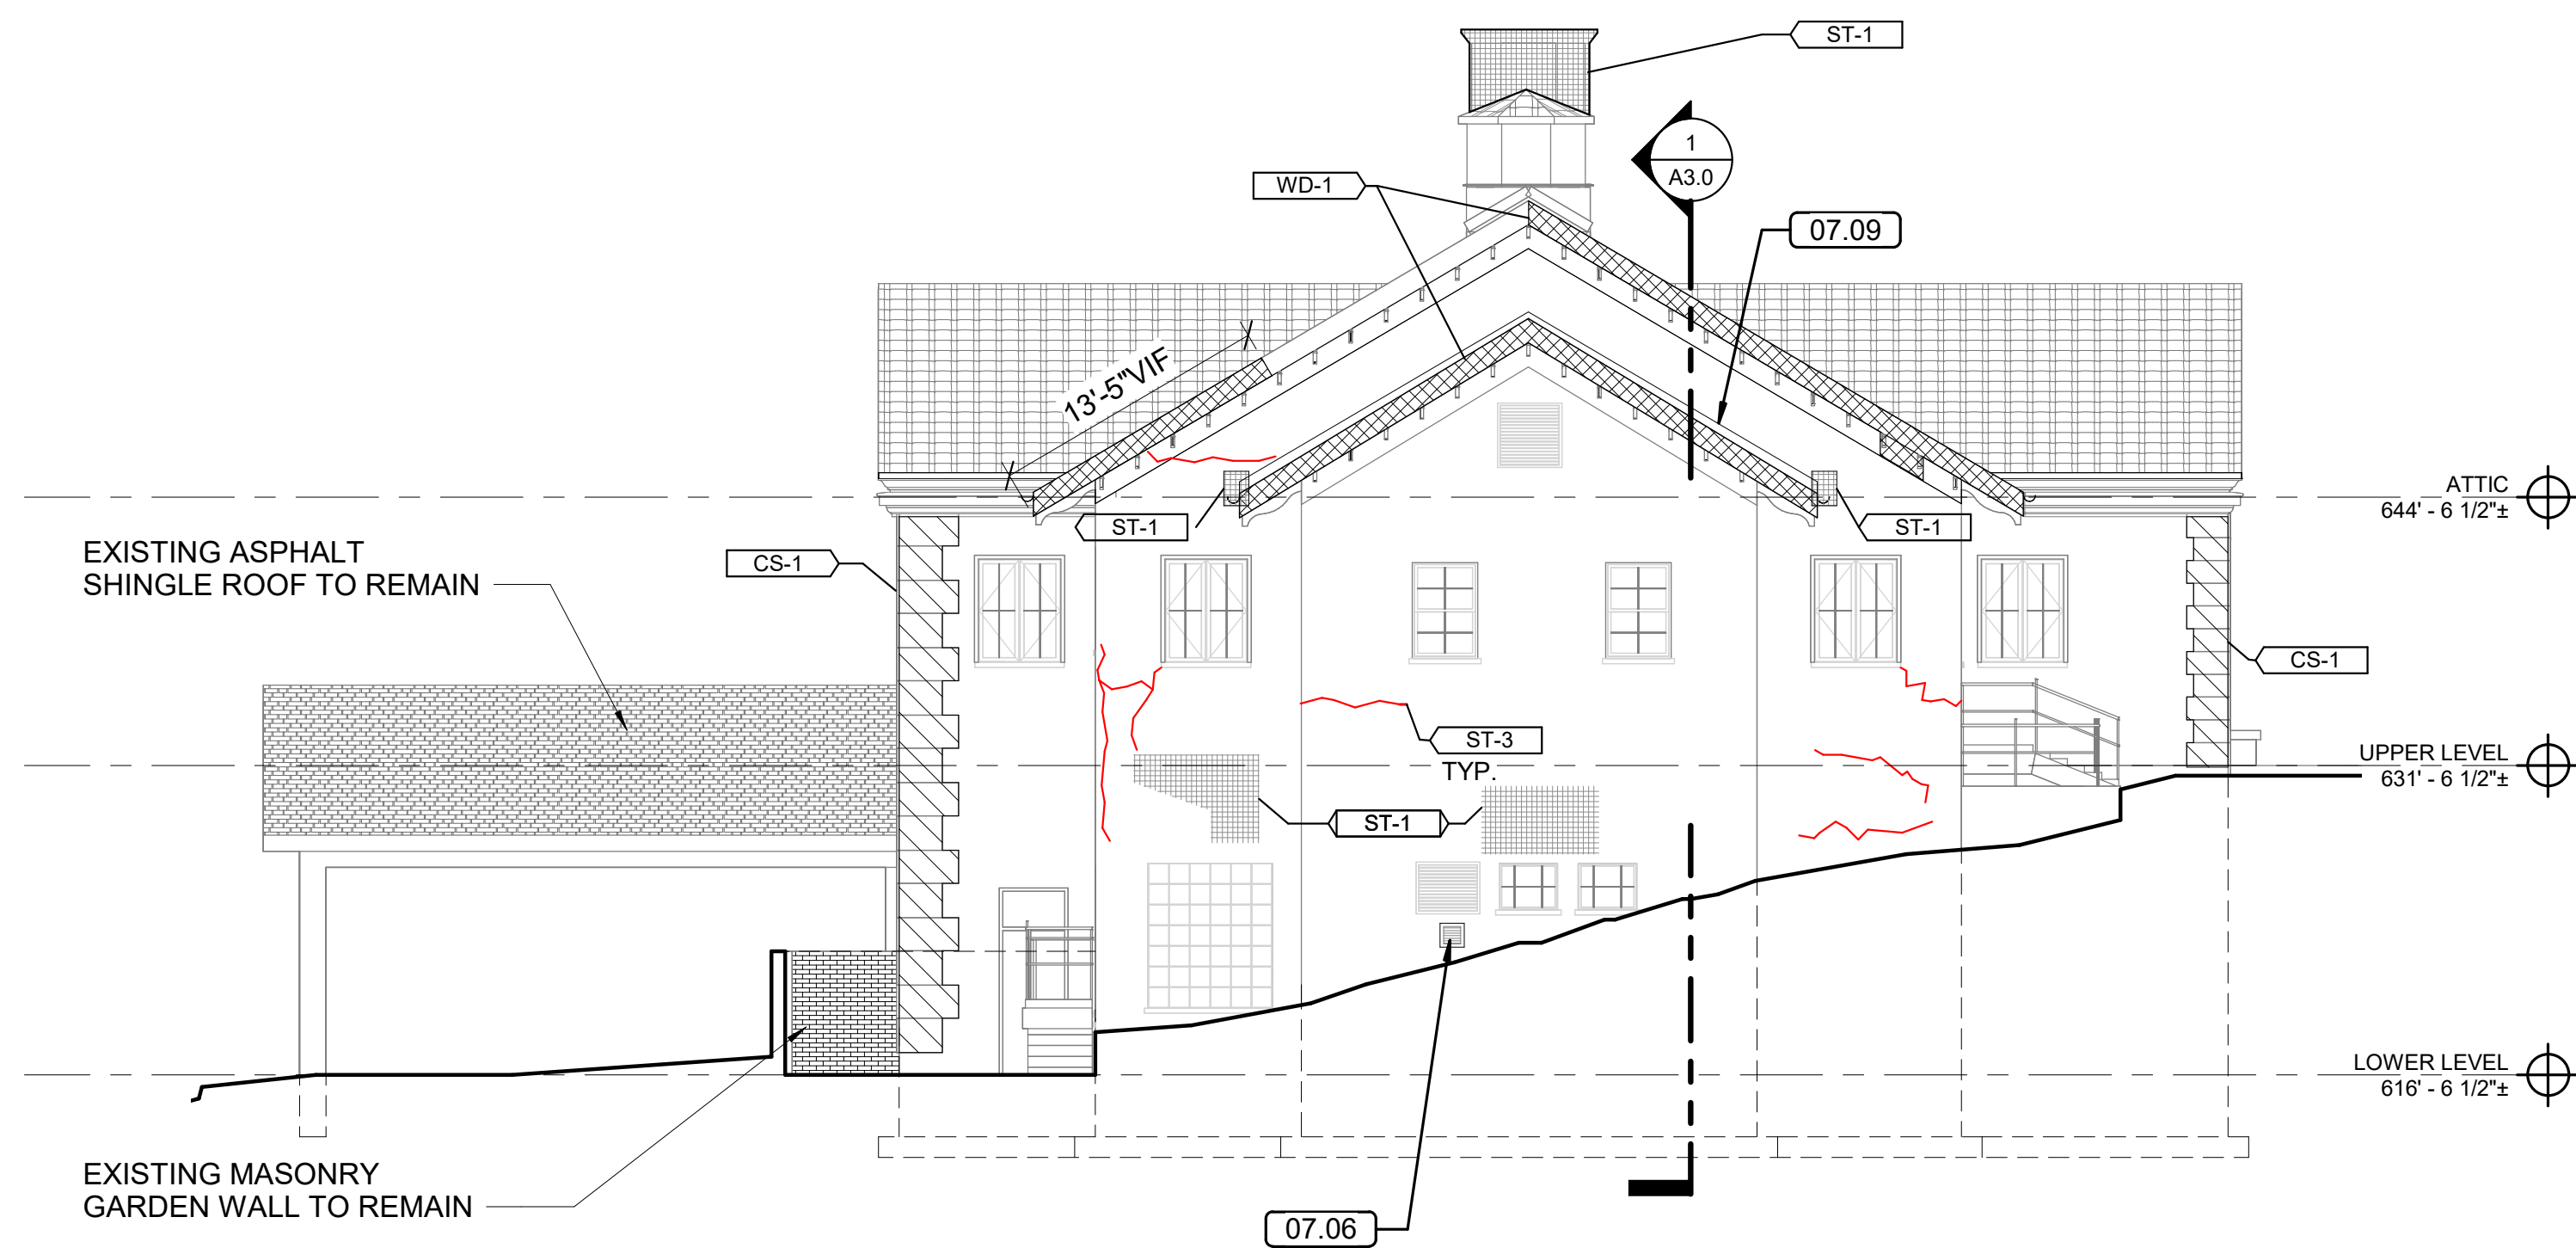 ST-1
1
A3.0
WD-1
07.09
13'-5"VIF
ATTIC
644' - 6 1/2"±
ST-1
ST-1
EXISTING ASPHALT
SHINGLE ROOF TO REMAIN
CS-1
CS-1
ST-3
TYP.
UPPER LEVEL
631' - 6 1/2"±
ST-1
LOWER LEVEL
616' - 6 1/2"±
EXISTING MASONRY
GARDEN WALL TO REMAIN
07.06